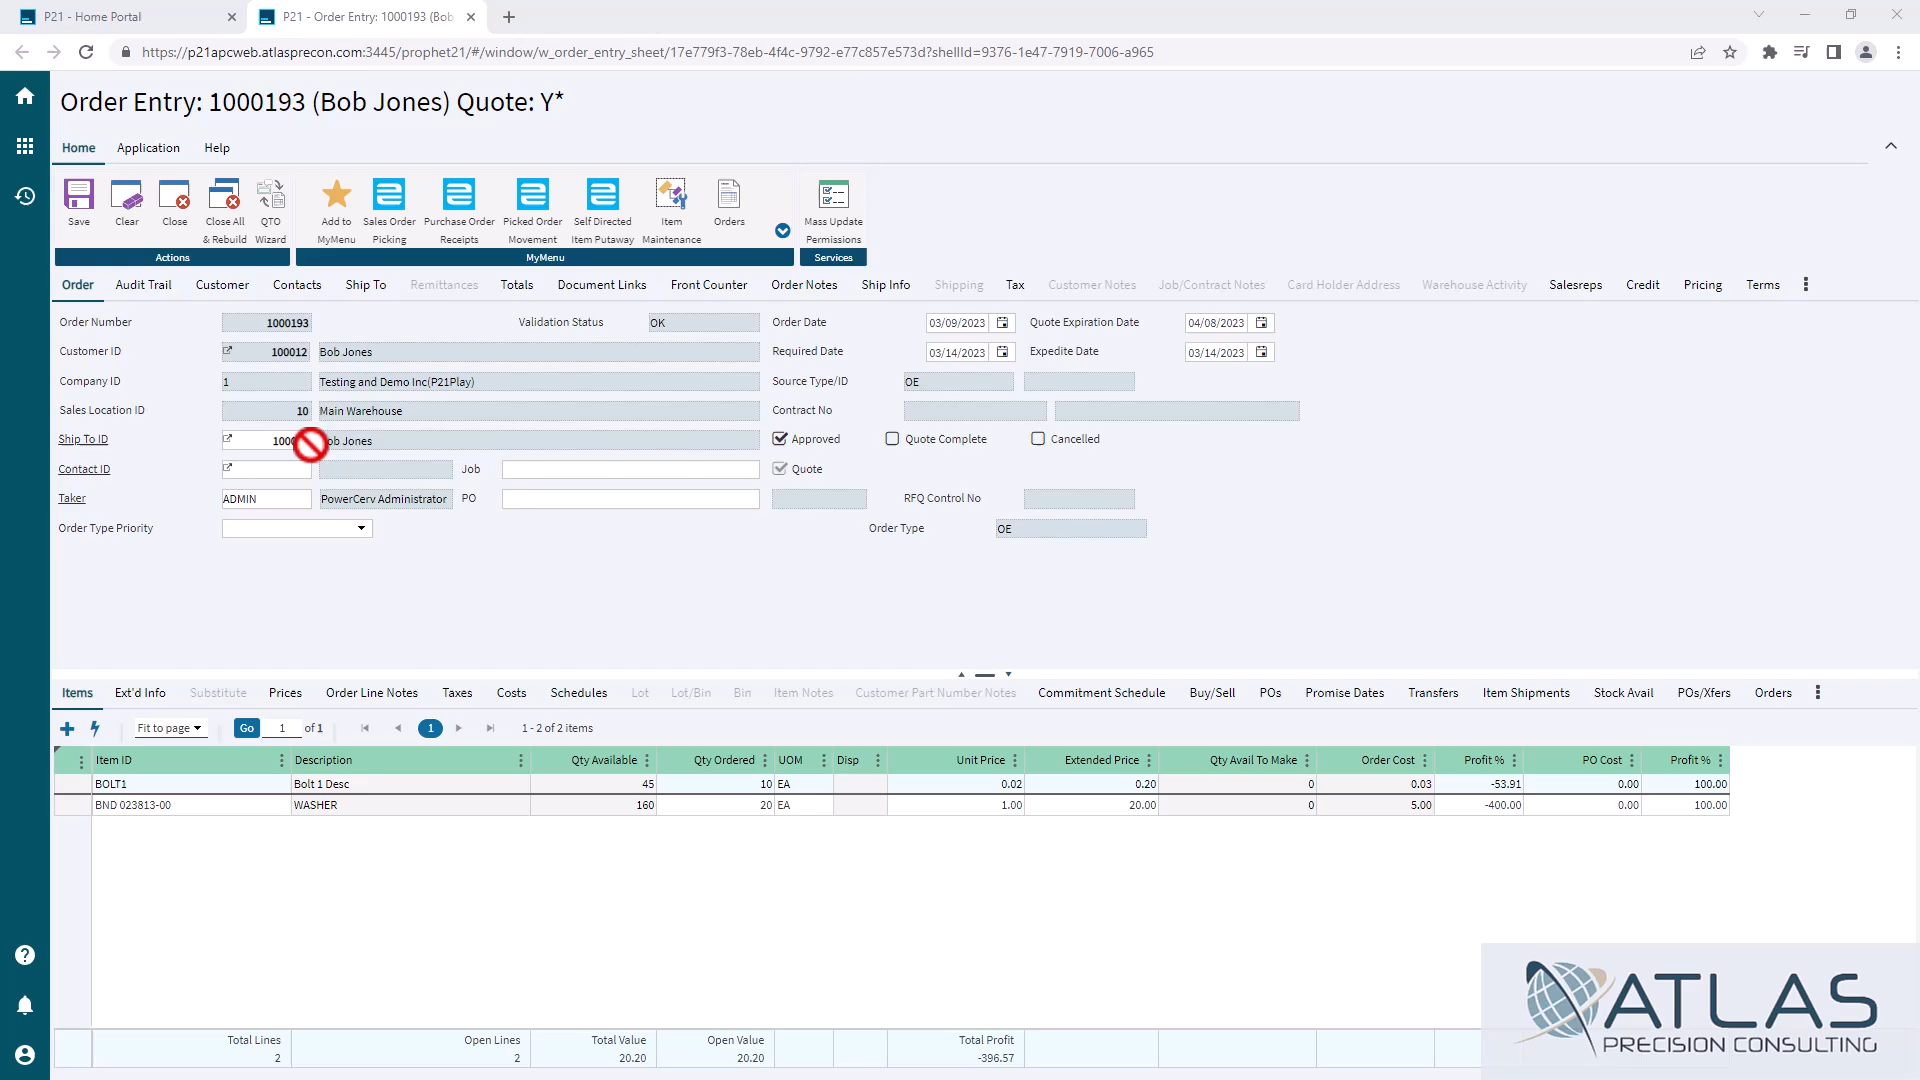 P21 - Home Portal
P21 - Order Entry: 1000193 (Bob
https://p21apcweb.atlasprecon.com:3445/prophet21/#/window/w_order_entry_sheet/17e779f3-78eb-4f4c-9792-e77c857e573d?shellId=9376-1e47-7919-7006-a965
Order Entry: 1000193 (Bob Jones) Quote: Y*
Home Application Help
Save Clear Close Close All & Rebuild QTO Wizard Add to MyMenu Sales Order Picking Purchase Order Receipts Picked Order Movement Self Directed Item Putaway Item Maintenance Orders Mass Update Permissions
Actions MyMenu Services
Order Audit Trail Customer Contacts Ship To Remittances Totals Document Links Front Counter Order Notes Ship Info Shipping Tax Customer Notes Job/Contract Notes Card Holder Address Warehouse Activity Salesreps Credit Pricing Terms
Order Number 1000193 Validation Status OK Order Date 03/09/2023 Quote Expiration Date 04/08/2023
Customer ID 100012 Bob Jones Required Date 03/14/2023 Expedite Date 03/14/2023
Company ID 1 Testing and Demo Inc(P21Play) Source Type/ID OE
Sales Location ID 10 Main Warehouse Contract No
Ship To ID Jones Approved Quote Complete Cancelled
Contact ID Job Quote
Taker ADMIN PowerCerv Administrator PO RFQ Control No
Order Type Priority Order Type OE
Items Ext'd Info Substitute Prices Order Line Notes Taxes Costs Schedules Lot Lot/Bin Bin Item Notes Customer Part Number Notes Commitment Schedule Buy/Sell POs Promise Dates Transfers Item Shipments Stock Avail POs/Xfers Orders
Fit to page Go 1 of 1 1 1 - 2 of 2 items
Item ID Description Qty Available Qty Ordered UOM Disp Unit Price Extended Price Qty Avail To Make Order Cost Profit % PO Cost Profit %
BOLT1 Bolt 1 Desc 45 10 EA 0.02 0.20 0 0.03 -53.91 0.00 100.00
BND 023813-00 WASHER 160 20 EA 1.00 20.00 0 5.00 -400.00 0.00 100.00
Total Lines Open Lines Total Value Open Value Total Profit
2 2 20.20 20.20 -396.57
ATLAS
PRECISION CONSULTING